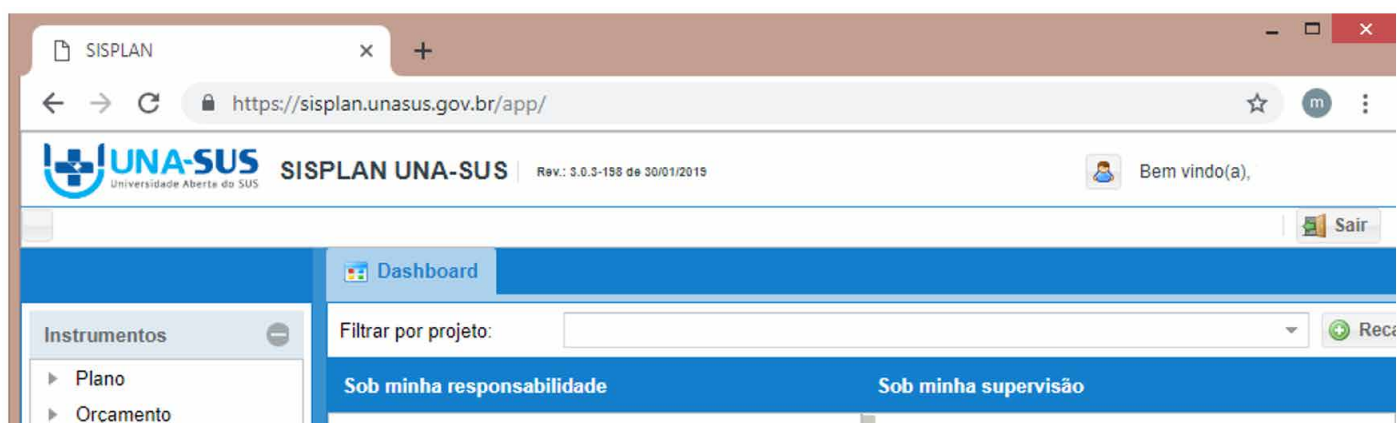 SISPLAN
https://sisplan.unasus.gov.br/app/
m
UNA-SUS
Universidade Aberta do SUS
SISPLAN UNA-SUS
Rev.: 3.0.3-198 de 30/01/2019
Bem vindo(a),
Sair
Dashboard
Instrumentos
Filtrar por projeto:
Plano
Sob minha responsabilidade
Sob minha supervisão
Orçamento